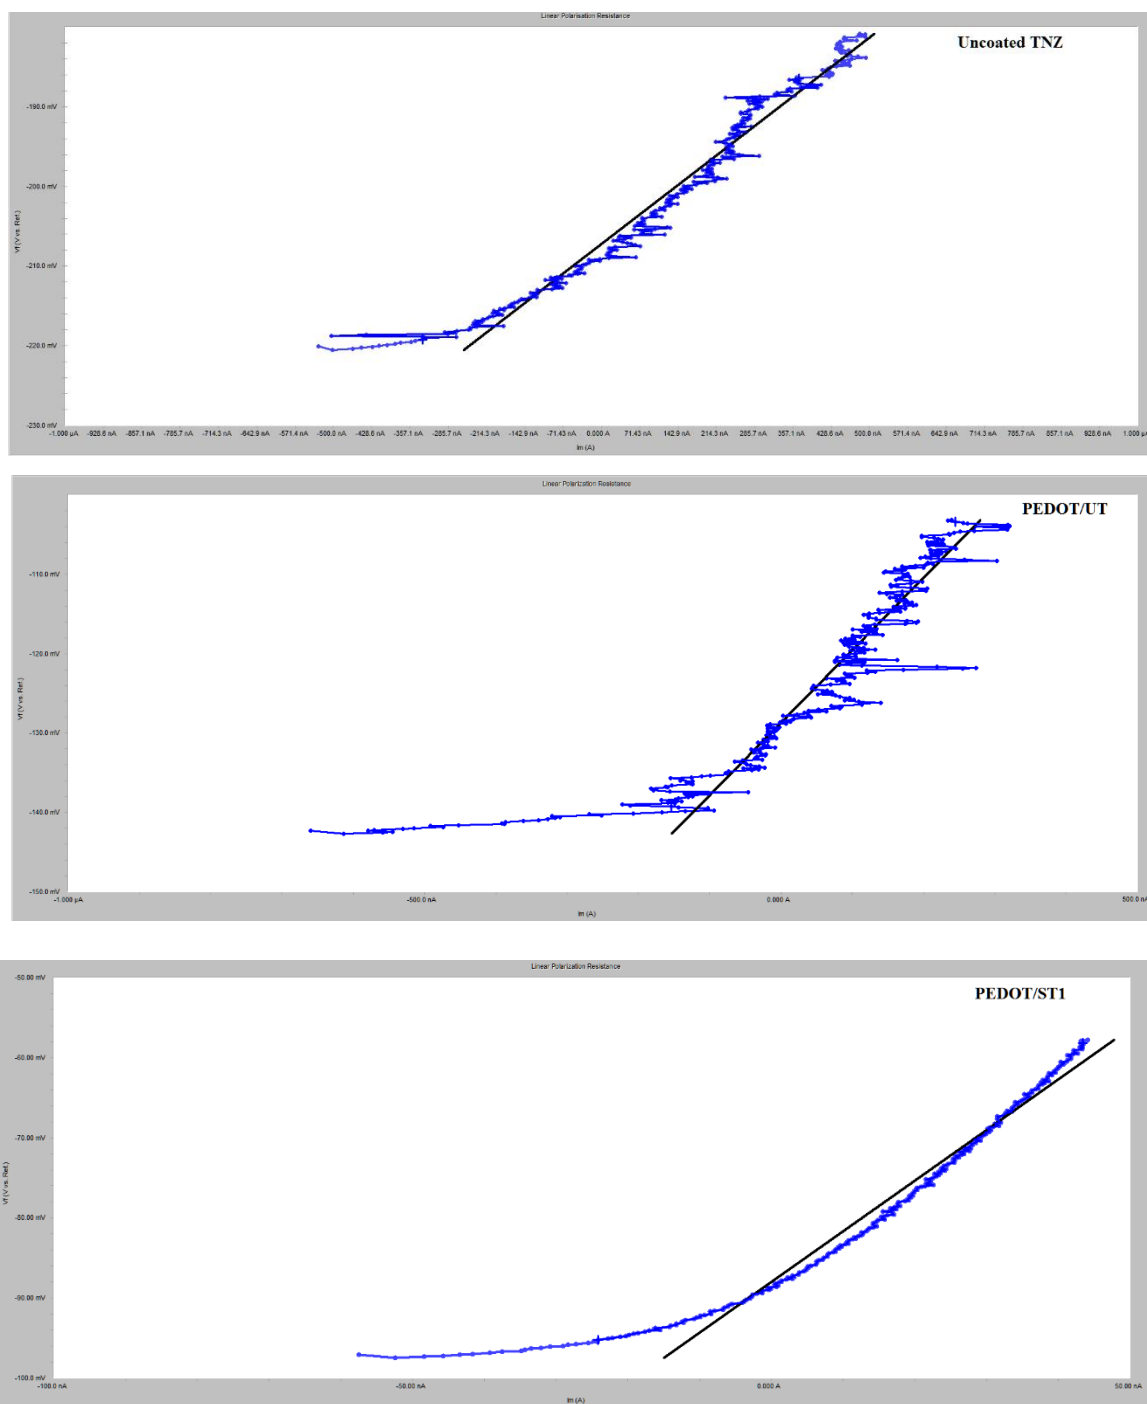 Linear Polarisation Resistance
Uncoated TNZ
-190.0 mV
-200.0 mV
-210.0 mV
-220.0 mV
-230.0 mV
Vf (V vs. Ref.)
-1.000 µA -928.6 nA -857.1 nA -785.7 nA -714.3 nA -642.9 nA -571.4 nA -500.0 nA -428.6 nA -357.1 nA -285.7 nA -214.3 nA -142.9 nA -71.43 nA 0.000 A 71.43 nA 142.9 nA 214.3 nA 285.7 nA 357.1 nA 428.6 nA 500.0 nA 571.4 nA 642.9 nA 714.3 nA 785.7 nA 857.1 nA 928.6 nA 1.000 µA
Im (A)
Linear Polarization Resistance
PEDOT/UT
-110.0 mV
-120.0 mV
-130.0 mV
-140.0 mV
-150.0 mV
Vf (V vs. Ref.)
-1.000 µA -500.0 nA 0.000 A 500.0 nA
Im (A)
Linear Polarization Resistance
PEDOT/ST1
-50.00 mV
-60.00 mV
-70.00 mV
-80.00 mV
-90.00 mV
-100.0 mV
Vf (V vs. Ref.)
-100.0 nA -50.00 nA 0.000 A 50.00 nA
Im (A)